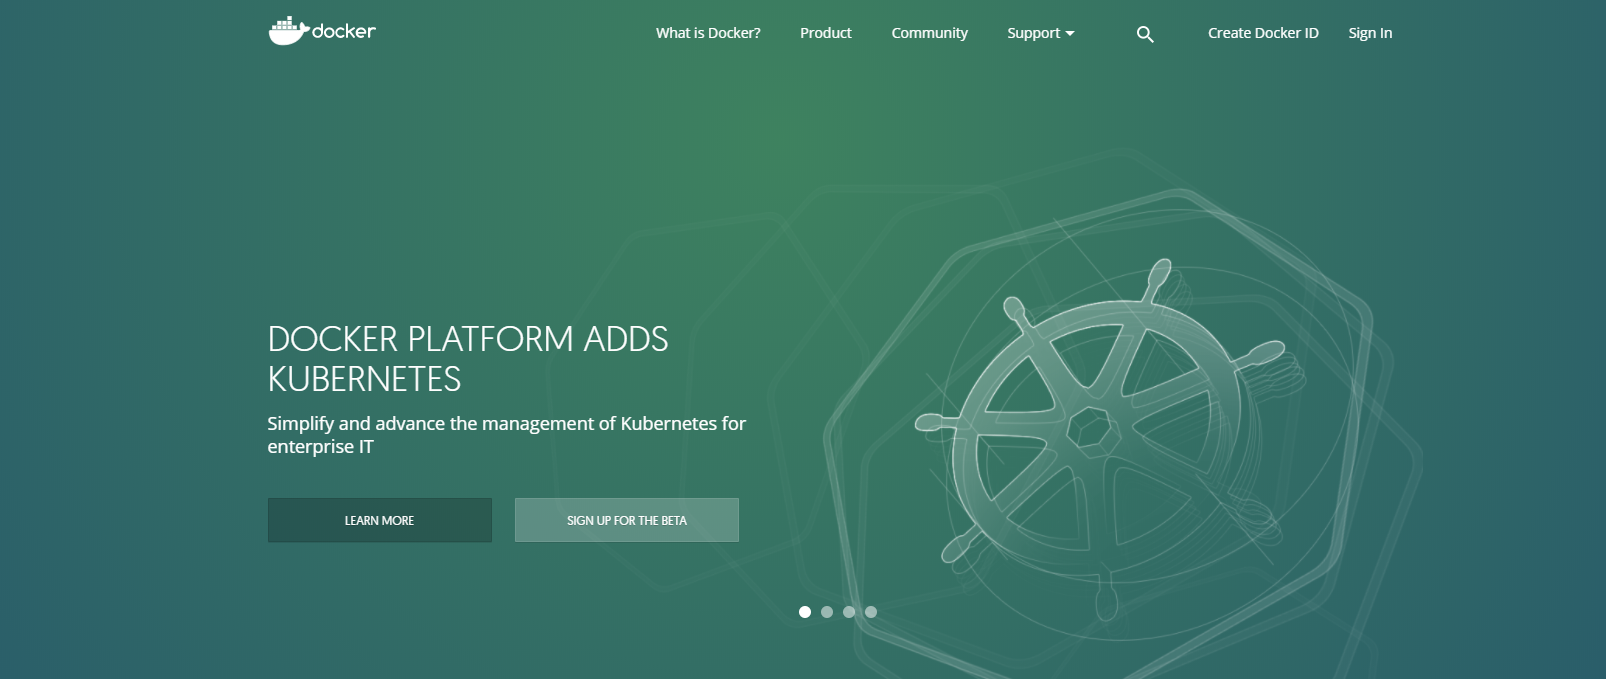 docker
What is Docker?
Product
Community
Support
Create Docker ID
Sign In
DOCKER PLATFORM ADDS
KUBERNETES
Simplify and advance the management of Kubernetes for
enterprise IT
LEARN MORE
SIGN UP FOR THE BETA